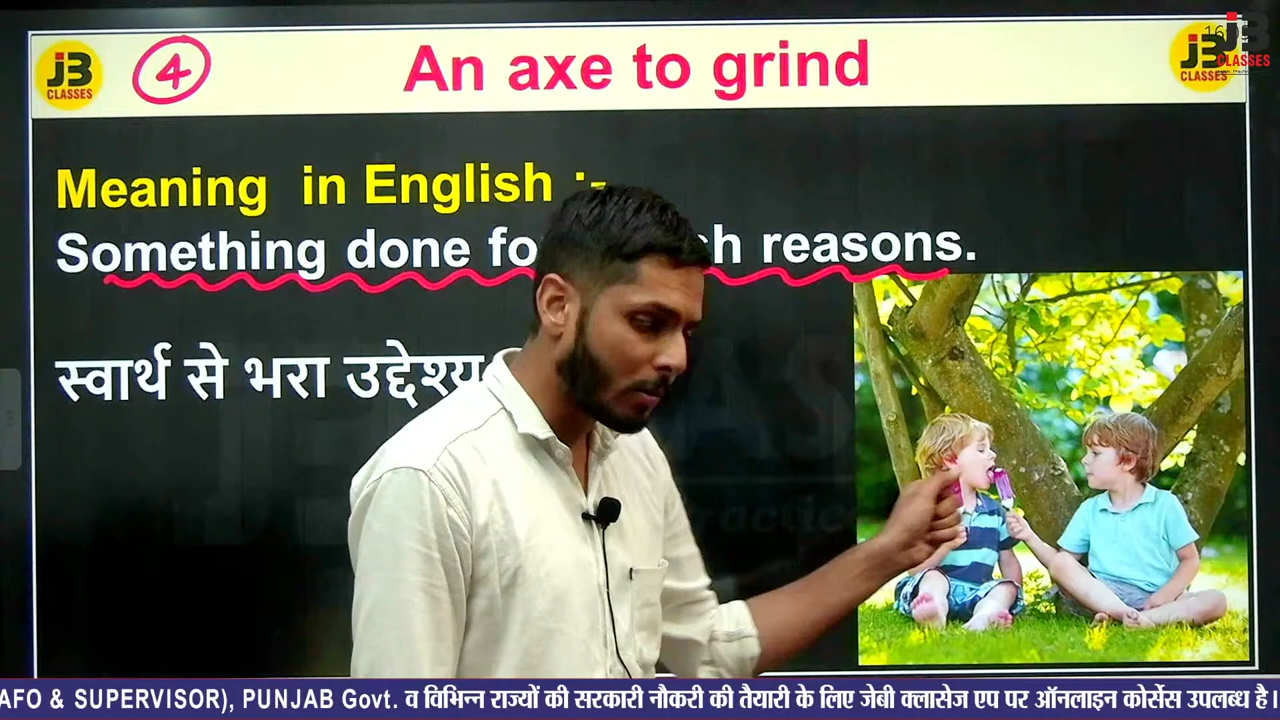 JB
CLASSES
4
An axe to grind
JB
CLASSES
Meaning in English :-
Something done fo sh reasons.
स्वार्थ से भरा उद्देश्य
AFO & SUPERVISOR), PUNJAB Govt. व विभिन्न राज्यों की सरकारी नौकरी की तैयारी के लिए जेबी क्लासेज एप पर ऑनलाइन कोर्सेस उपलब्ध है।